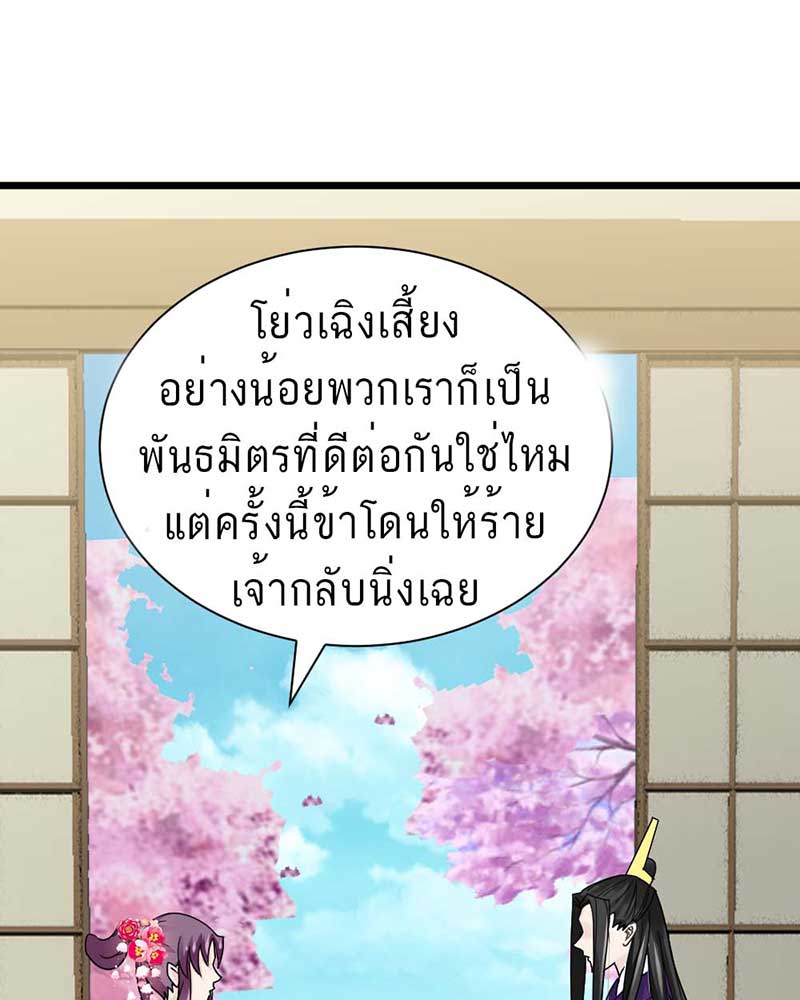 โย่วเฉิงเสี้ยง
อย่างน้อยพวกเราก็เป็น
พันธมิตรที่ดีต่อกันใช่ไหม
แต่ครั้งนี้ข้าโดนให้ร้าย
เจ้ากลับนิ่งเฉย